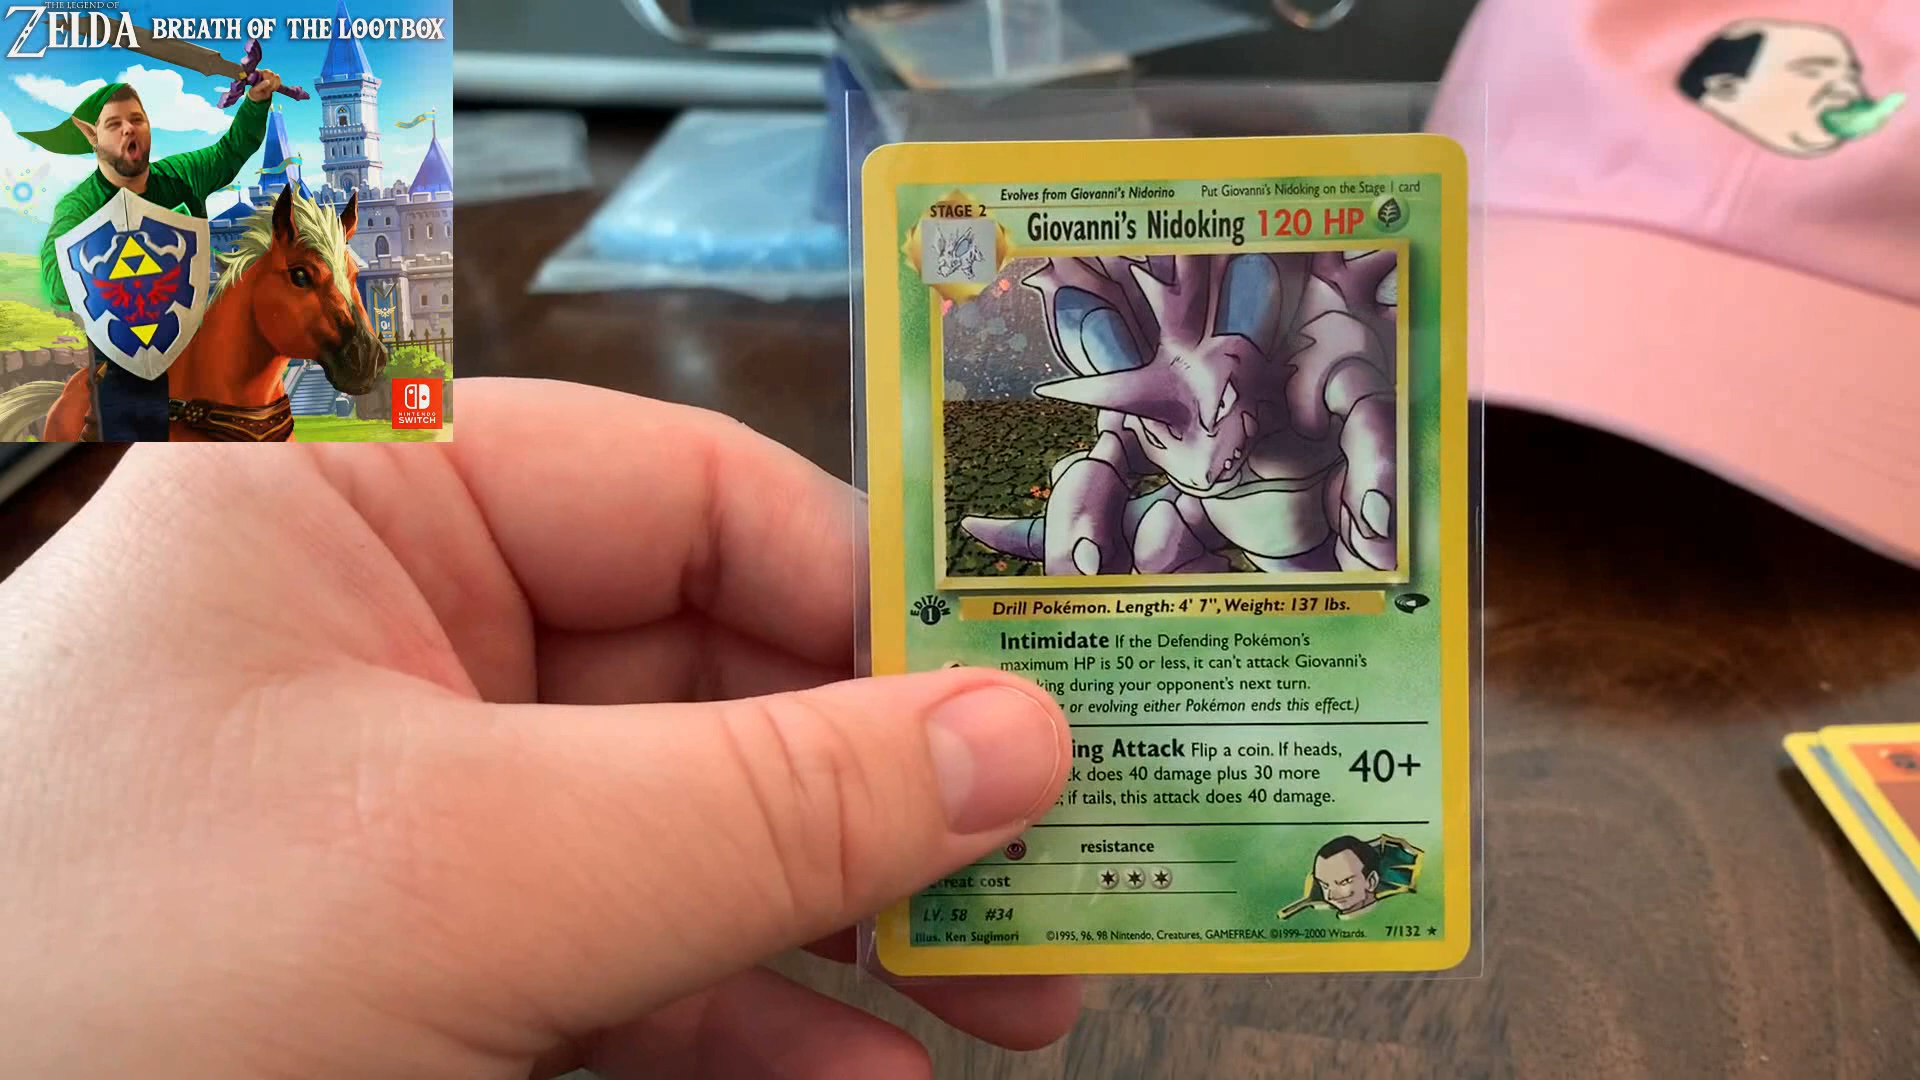 THE LEGEND OF
ZELDA BREATH OF THE LOOTBOX
NINTENDO
SWITCH
Evolves from Giovanni's Nidorino Put Giovanni's Nidoking on the Stage 1 card
STAGE 2
Giovanni's Nidoking 120 HP
EDITION
1
Drill Pokémon. Length: 4' 7", Weight: 137 lbs.
Intimidate If the Defending Pokémon's
maximum HP is 50 or less, it can't attack Giovanni's
king during your opponent's next turn.
or evolving either Pokémon ends this effect.)
ing Attack Flip a coin. If heads,
k does 40 damage plus 30 more
; if tails, this attack does 40 damage.
40+
resistance
reat cost
LV. 58 #34
Illus. Ken Sugimori ©1995, 96, 98 Nintendo, Creatures, GAMEFREAK. ©1999-2000 Wizards. 7/132 ★